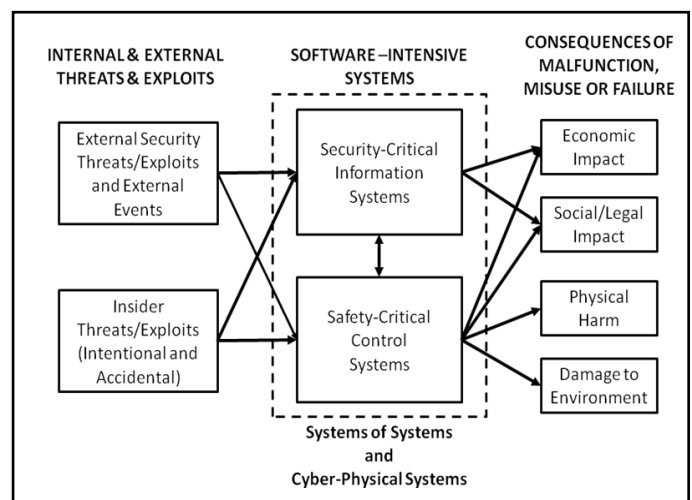 INTERNAL & EXTERNAL
THREATS & EXPLOITS
External Security
Threats/Exploits
and External
Events
Insider
Threats/Exploits
(Intentional and
Accidental)
SOFTWARE –INTENSIVE
SYSTEMS
Security-Critical
Information
Systems
Safety-Critical
Control
Systems
Systems of Systems
and
Cyber-Physical Systems
CONSEQUENCES OF
MALFUNCTION,
MISUSE OR FAILURE
Economic
Impact
Social/Legal
Impact
Physical
Harm
Damage to
Environment